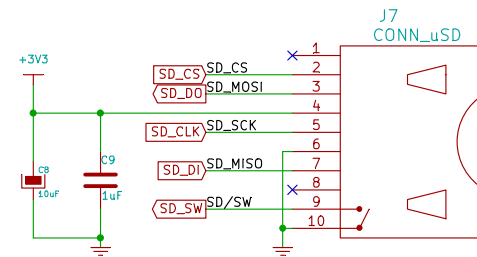 J7
CONN_uSD
+3V3
1
SD_CS SD_CS 2
SD_DO SD_MOSI 3
4
SD_CLK SD_SCK 5
6
SD_DI SD_MISO 7
8
SD_SW SD/SW 9
10
C8
10uF
C9
1uF